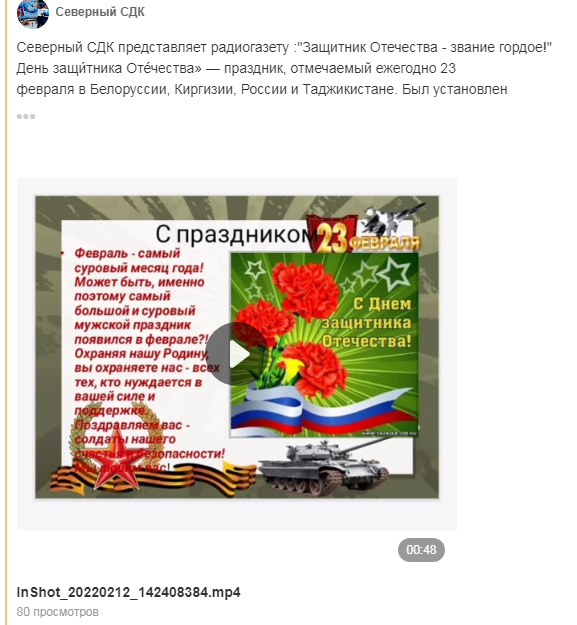 Северный СДК
Северный СДК представляет радиогазету :"Защитник Отечества - звание гордое!"
День защи́тника Оте́чества» — праздник, отмечаемый ежегодно 23
февраля в Белоруссии, Киргизии, России и Таджикистане. Был установлен
С праздником
23 ФЕВРАЛЯ
Февраль - самый
суровый месяц года!
Может быть, именно
поэтому самый
большой и суровый
мужской праздник
появился в феврале?!
Охраняя нашу Родину,
вы охраняете нас - всех
тех, кто нуждается в
вашей силе и
поддержке.
Поздравляем вас -
солдаты нашего
счастья и безопасности!
Мы любим вас!
С Днем
защитника
Отечества!
00:48
InShot_20220212_142408384.mp4
80 просмотров